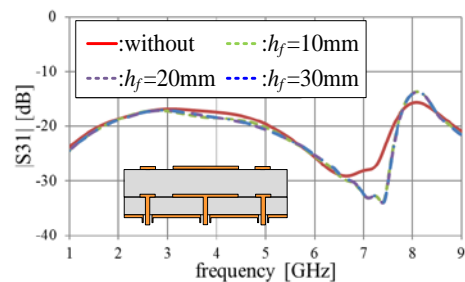 0
-10
-20
-30
-40
|S31| [dB]
:without
:hf=10mm
:hf=20mm
:hf=30mm
1 2 3 4 5 6 7 8 9
frequency [GHz]